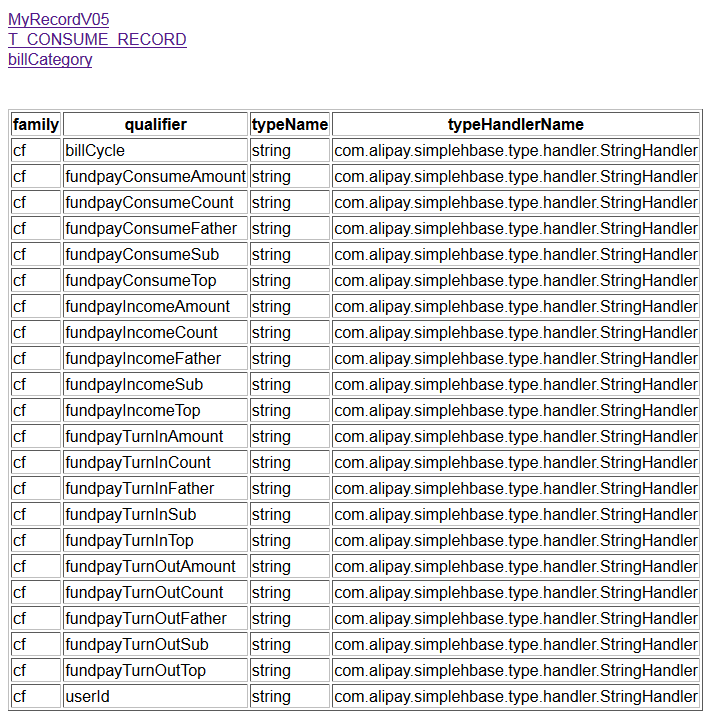 MyRecordV05
T_CONSUME_RECORD
billCategory
family qualifier typeName typeHandlerName
cf billCycle string com.alipay.simplehbase.type.handler.StringHandler
cf fundpayConsumeAmount string com.alipay.simplehbase.type.handler.StringHandler
cf fundpayConsumeCount string com.alipay.simplehbase.type.handler.StringHandler
cf fundpayConsumeFather string com.alipay.simplehbase.type.handler.StringHandler
cf fundpayConsumeSub string com.alipay.simplehbase.type.handler.StringHandler
cf fundpayConsumeTop string com.alipay.simplehbase.type.handler.StringHandler
cf fundpayIncomeAmount string com.alipay.simplehbase.type.handler.StringHandler
cf fundpayIncomeCount string com.alipay.simplehbase.type.handler.StringHandler
cf fundpayIncomeFather string com.alipay.simplehbase.type.handler.StringHandler
cf fundpayIncomeSub string com.alipay.simplehbase.type.handler.StringHandler
cf fundpayIncomeTop string com.alipay.simplehbase.type.handler.StringHandler
cf fundpayTurnInAmount string com.alipay.simplehbase.type.handler.StringHandler
cf fundpayTurnInCount string com.alipay.simplehbase.type.handler.StringHandler
cf fundpayTurnInFather string com.alipay.simplehbase.type.handler.StringHandler
cf fundpayTurnInSub string com.alipay.simplehbase.type.handler.StringHandler
cf fundpayTurnInTop string com.alipay.simplehbase.type.handler.StringHandler
cf fundpayTurnOutAmount string com.alipay.simplehbase.type.handler.StringHandler
cf fundpayTurnOutCount string com.alipay.simplehbase.type.handler.StringHandler
cf fundpayTurnOutFather string com.alipay.simplehbase.type.handler.StringHandler
cf fundpayTurnOutSub string com.alipay.simplehbase.type.handler.StringHandler
cf fundpayTurnOutTop string com.alipay.simplehbase.type.handler.StringHandler
cf userId string com.alipay.simplehbase.type.handler.StringHandler